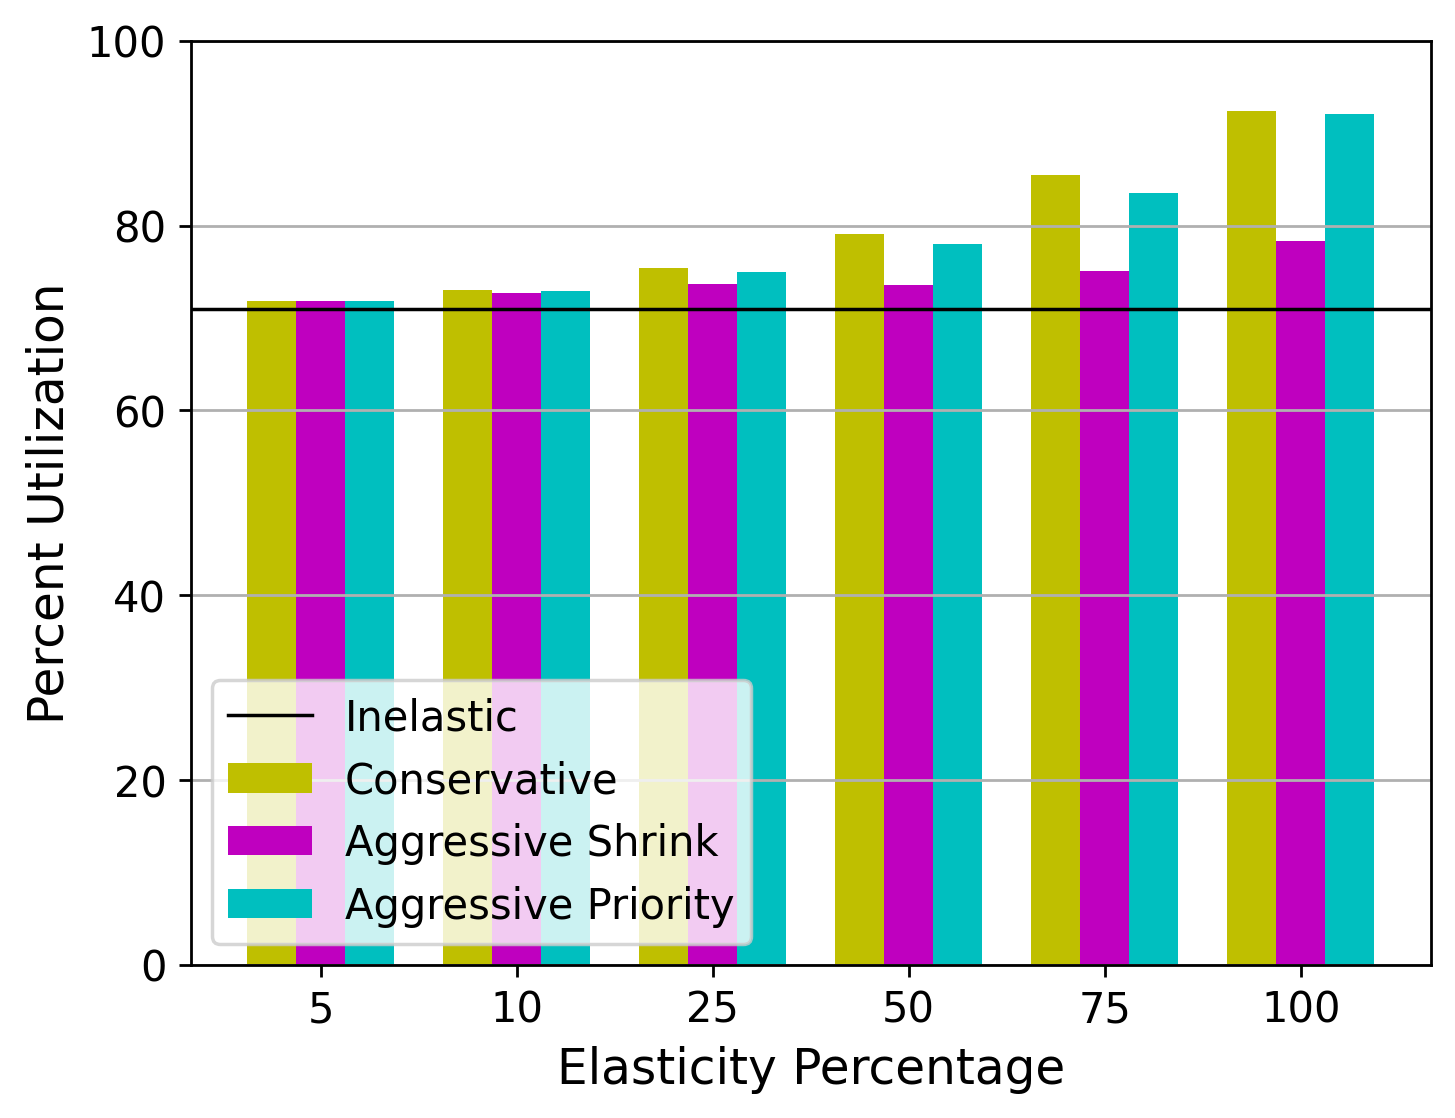 100
80
60
40
20
0
Percent Utilization
Inelastic
Conservative
Aggressive Shrink
Aggressive Priority
5 10 25 50 75 100
Elasticity Percentage